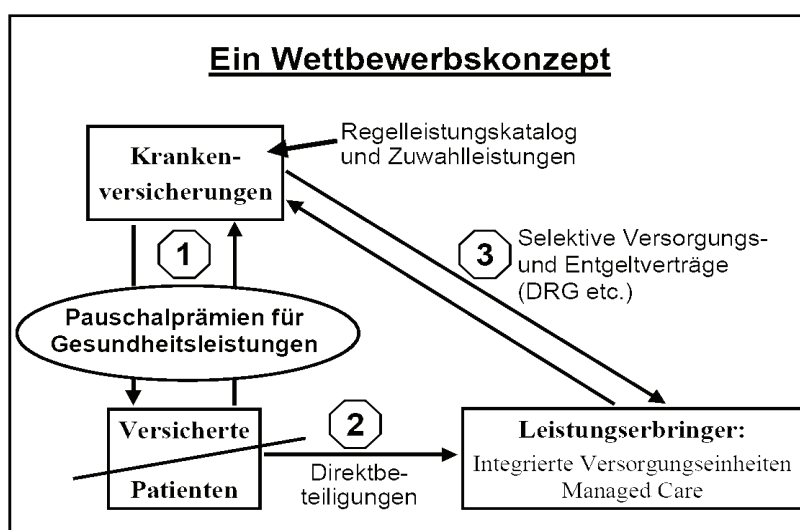 Ein Wettbewerbskonzept
Regelleistungskatalog
und Zuwahlleistungen
Kranken-
versicherungen
1
3
Selektive Versorgungs-
und Entgeltverträge
(DRG etc.)
Pauschalprämien für
Gesundheitsleistungen
Versicherte
Patienten
2
Direktbe-
teiligungen
Leistungserbringer:
Integrierte Versorgungseinheiten
Managed Care